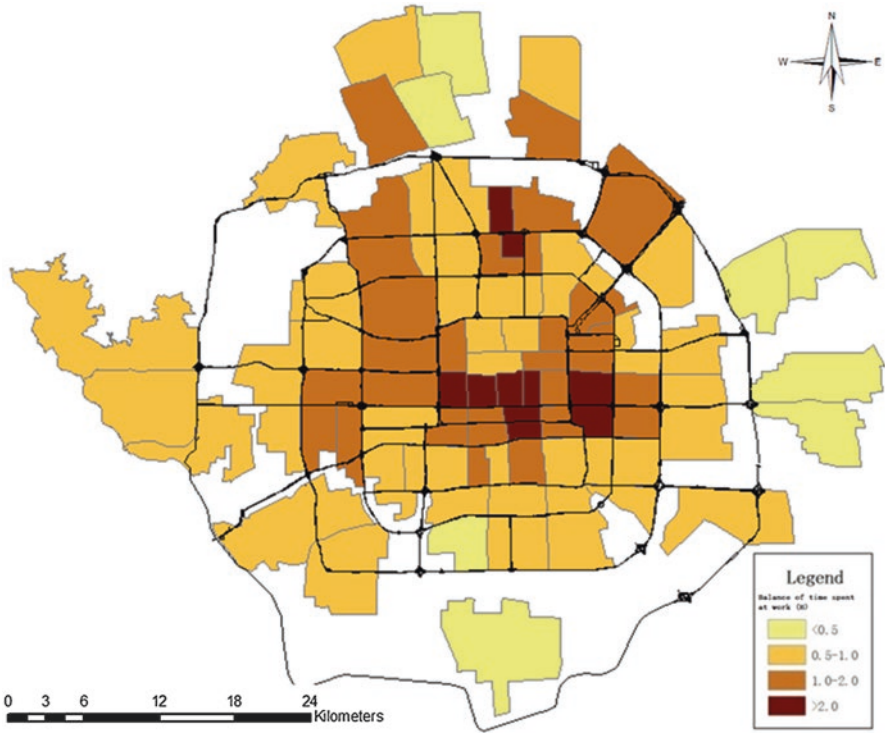 N
W E
S
Legend
Balance of time spent
at work (H)
<0.5
0.5-1.0
1.0-2.0
>2.0
0 3 6 12 18 24
Kilometers